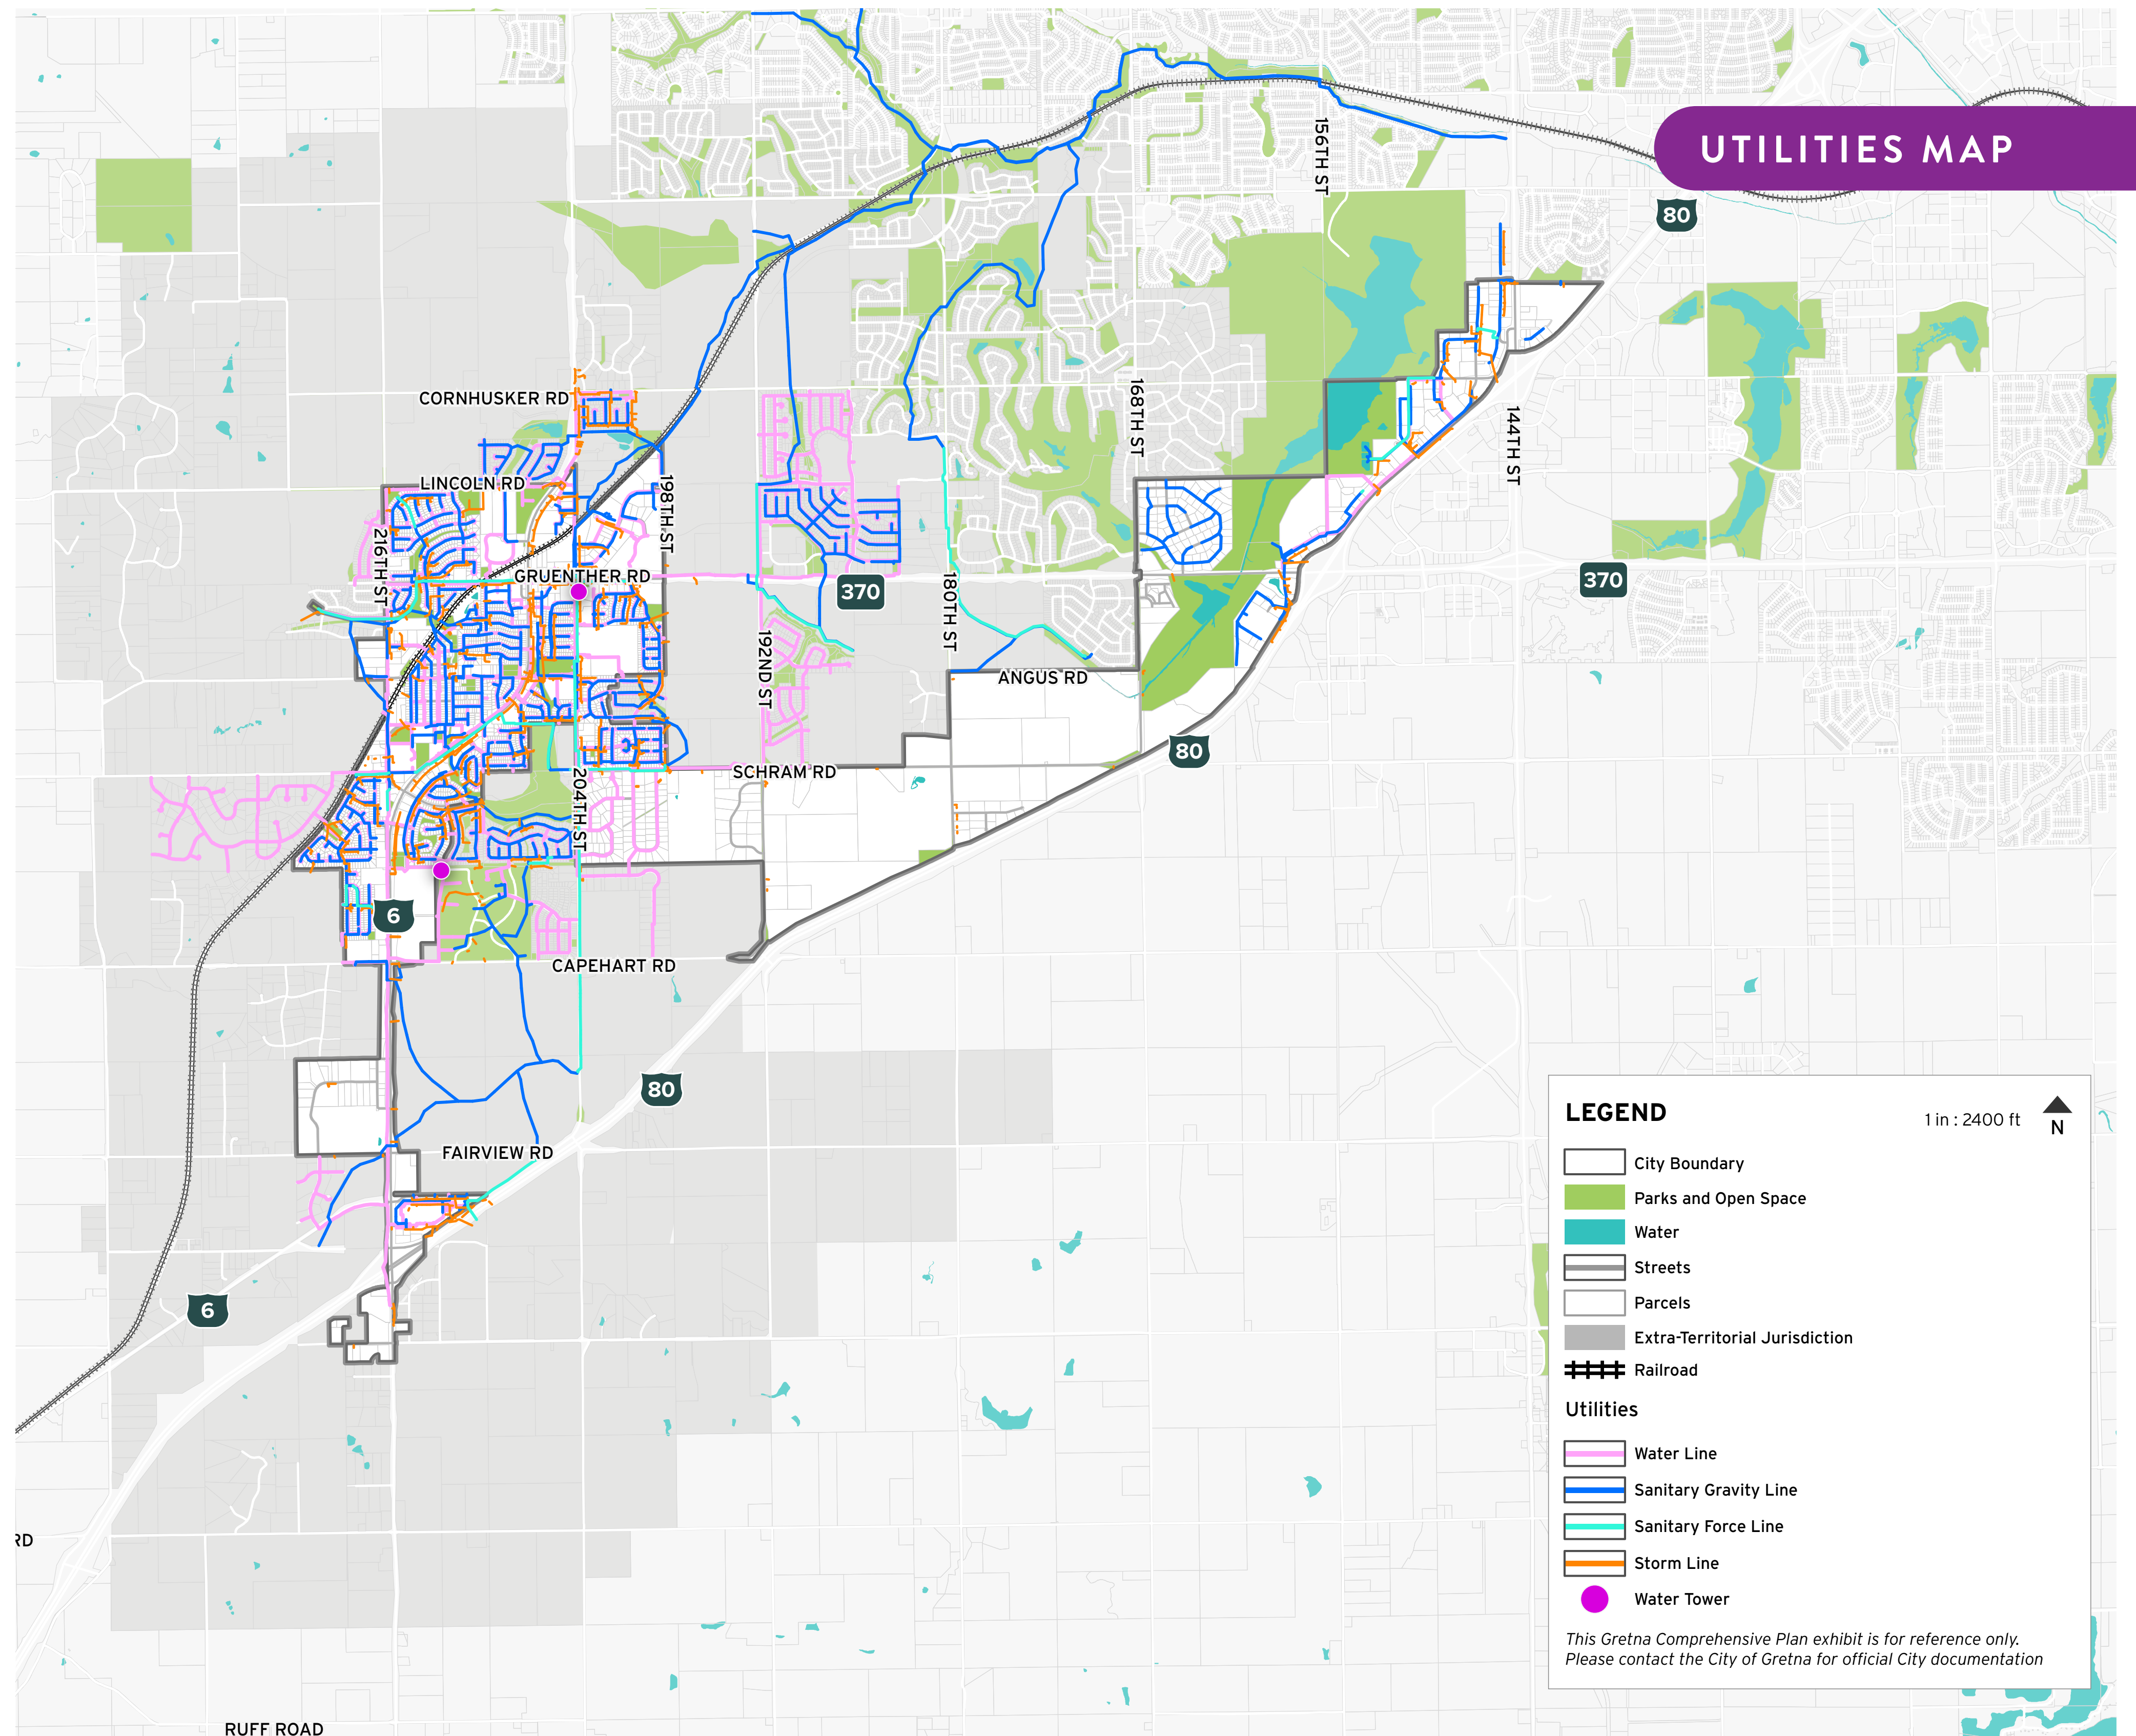 UTILITIES MAP
156TH ST
80
CORNHUSKER RD
168TH ST
144TH ST
LINCOLN RD
198TH ST
216TH ST
GRUENTHER RD
370
370
180TH ST
192ND ST
ANGUS RD
80
SCHRAM RD
204TH ST
6
CAPEHART RD
80
FAIRVIEW RD
6
RD
RUFF ROAD
LEGEND
1 in : 2400 ft
N
City Boundary
Parks and Open Space
Water
Streets
Parcels
Extra-Territorial Jurisdiction
Railroad
Utilities
Water Line
Sanitary Gravity Line
Sanitary Force Line
Storm Line
Water Tower
This Gretna Comprehensive Plan exhibit is for reference only.
Please contact the City of Gretna for official City documentation